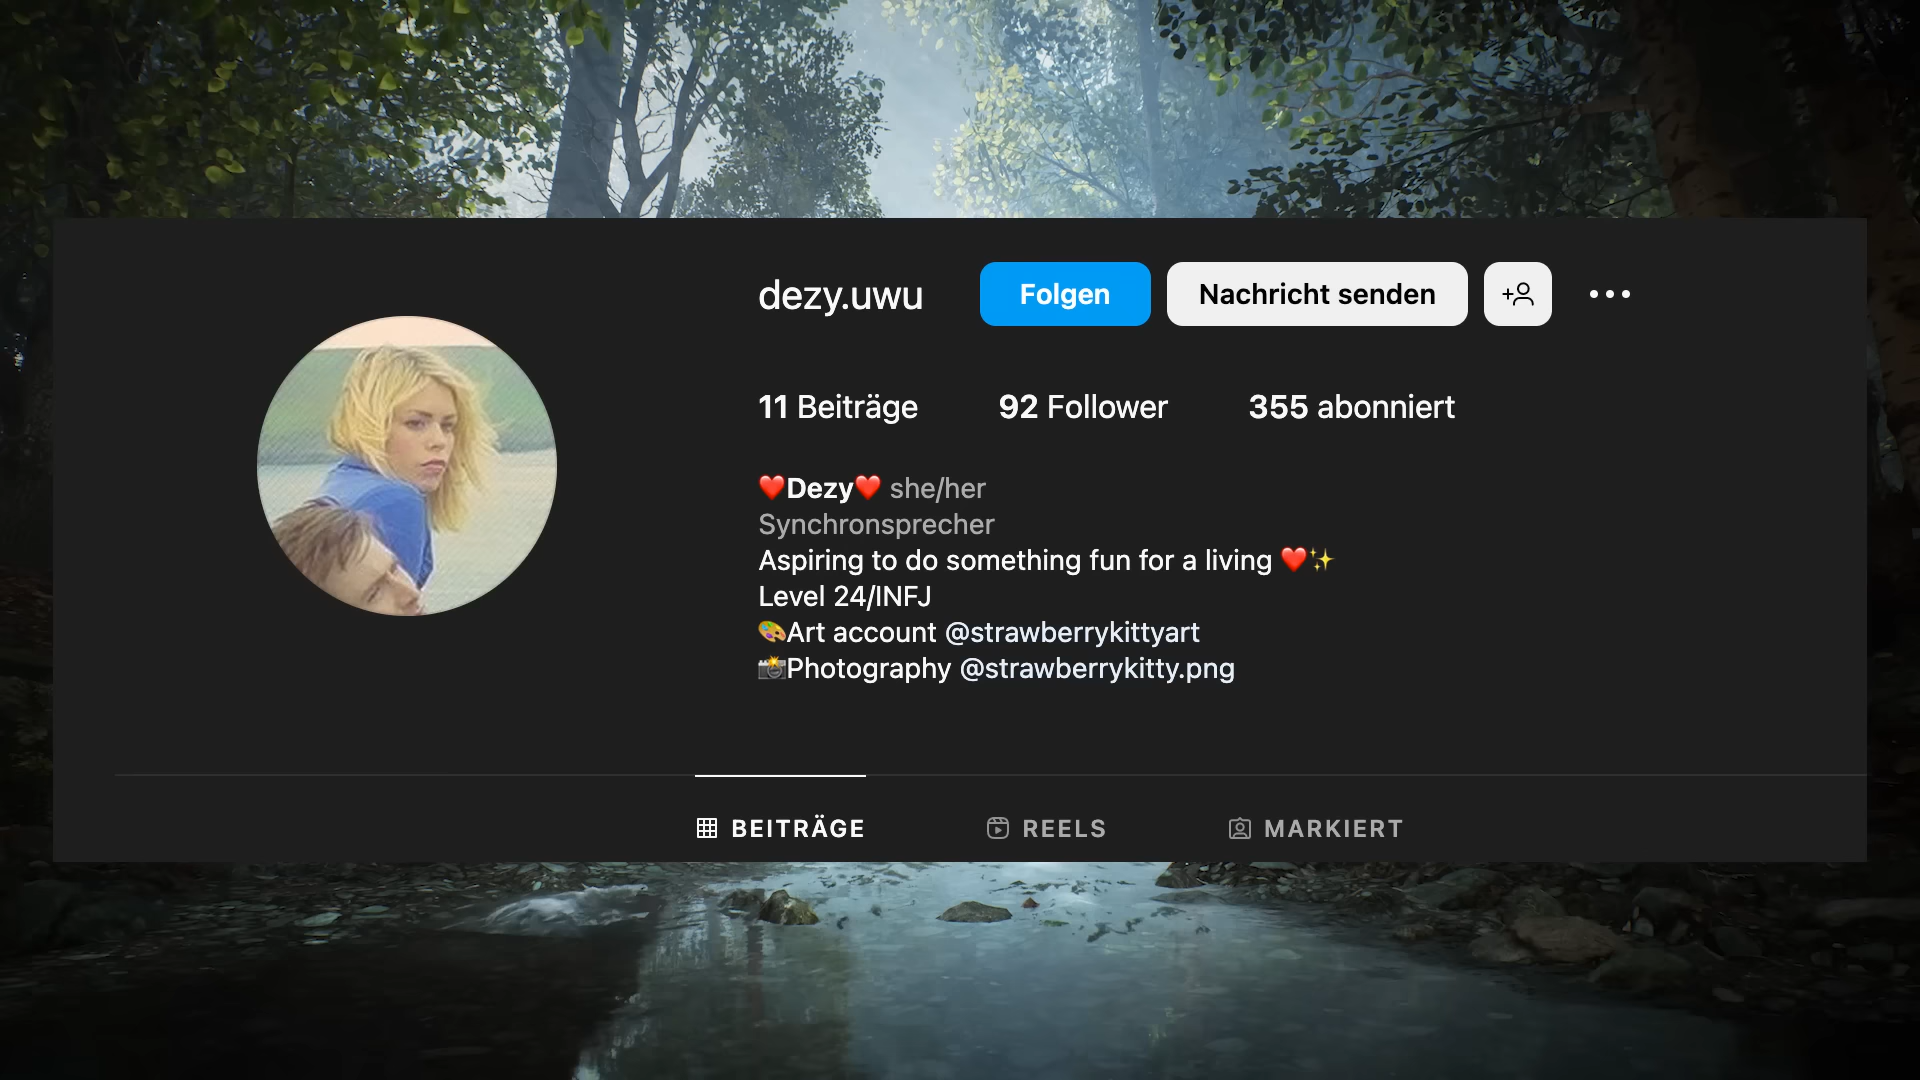 dezy.uwu Folgen Nachricht senden
11 Beiträge 92 Follower 355 abonniert
❤️Dezy❤️ she/her
Synchronsprecher
Aspiring to do something fun for a living ❤️✨
Level 24/INFJ
🎨Art account @strawberrykittyart
📸Photography @strawberrykitty.png
BEITRÄGE REELS MARKIERT